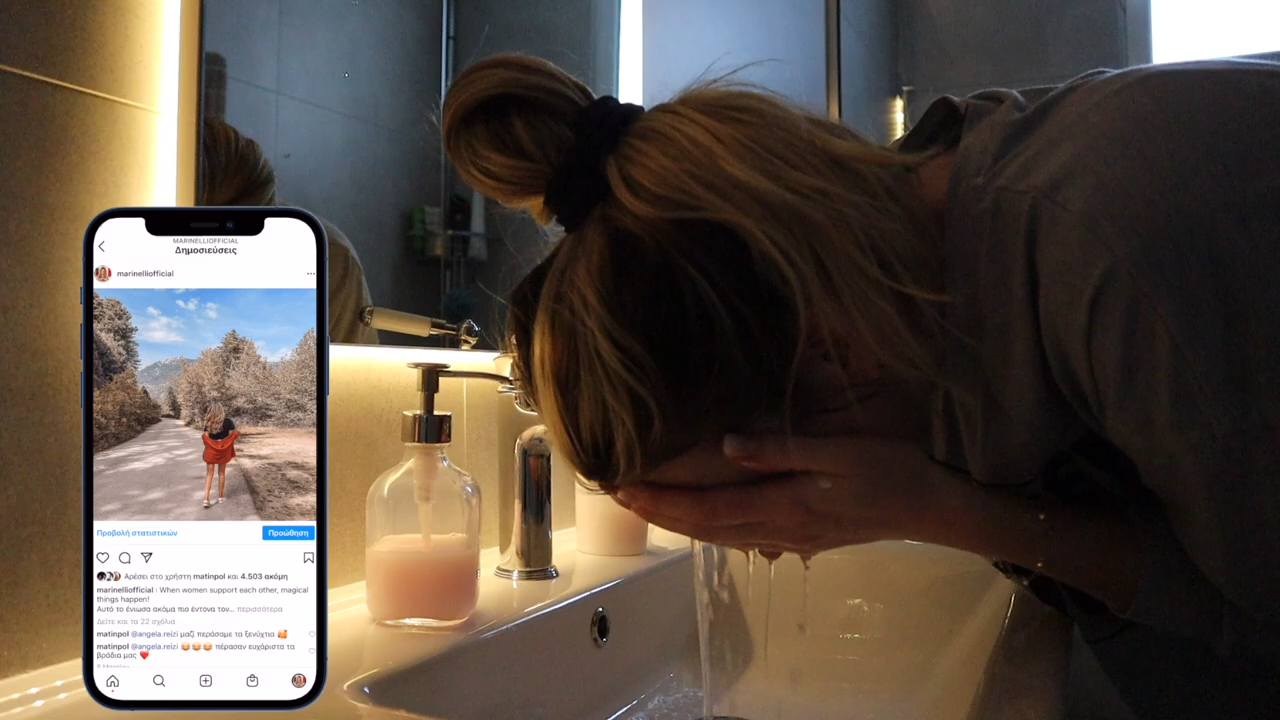 MARINELLIOFFICIAL
Δημοσιεύσεις
marinelliofficial
Προβολή στατιστικών
Προώθηση
Αρέσει στο χρήστη matinpol και 4.503 ακόμη
marinelliofficial : When women support each other, magical
things happen!
Αυτό το ένιωσα ακόμα πιο έντονα τον... περισσότερα
Δείτε και τα 22 σχόλια
matinpol @angela.reizi μαζί περάσαμε τα ξενύχτια 🥰
matinpol @angela.reizi 😂😂😂 πέρασαν ευχάριστα τα
βράδια μας ❤️